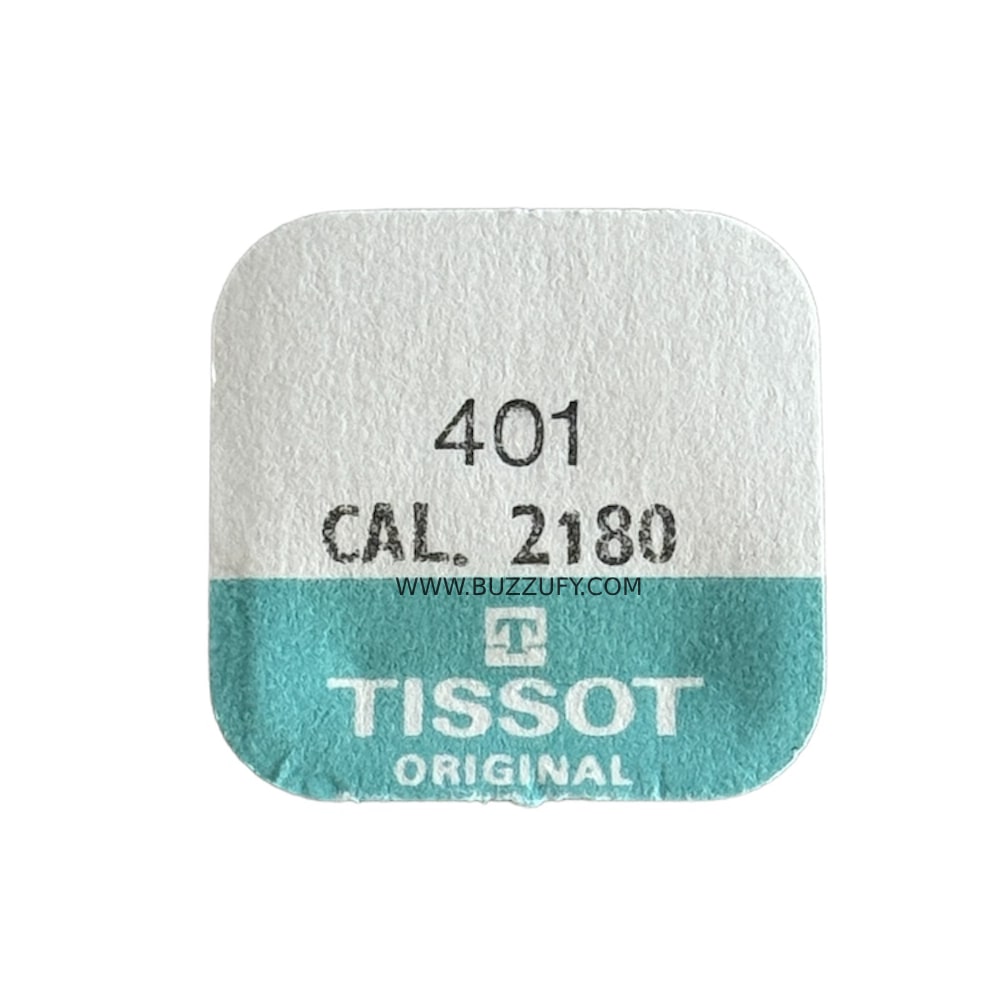 401
CAL. 2180
WWW.BUZZUFY.COM
T
TISSOT
ORIGINAL